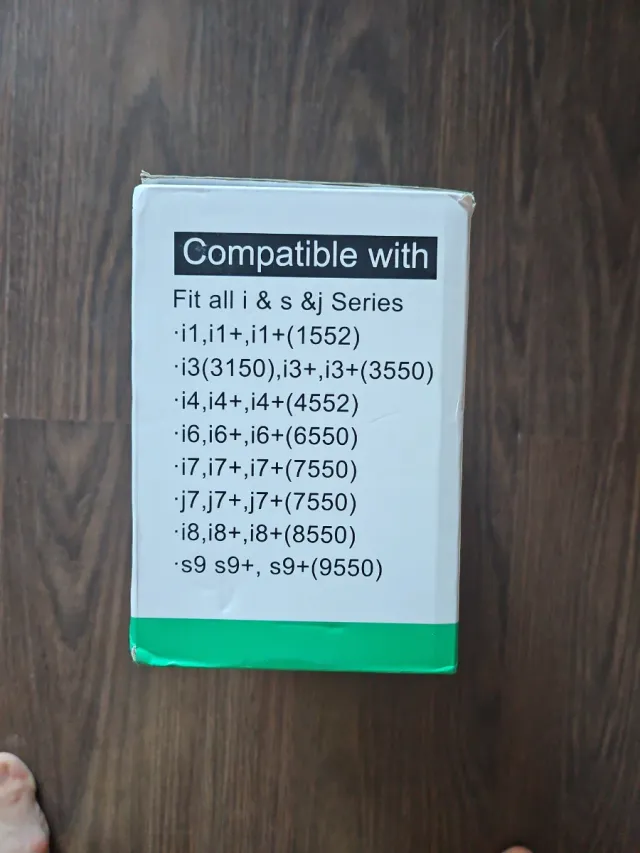 Compatible with
Fit all i & s &j Series
·i1,i1+,i1+(1552)
·i3(3150),i3+,i3+(3550)
·i4,i4+,i4+(4552)
·i6,i6+,i6+(6550)
·i7,i7+,i7+(7550)
·j7,j7+,j7+(7550)
·i8,i8+,i8+(8550)
·s9 s9+, s9+(9550)